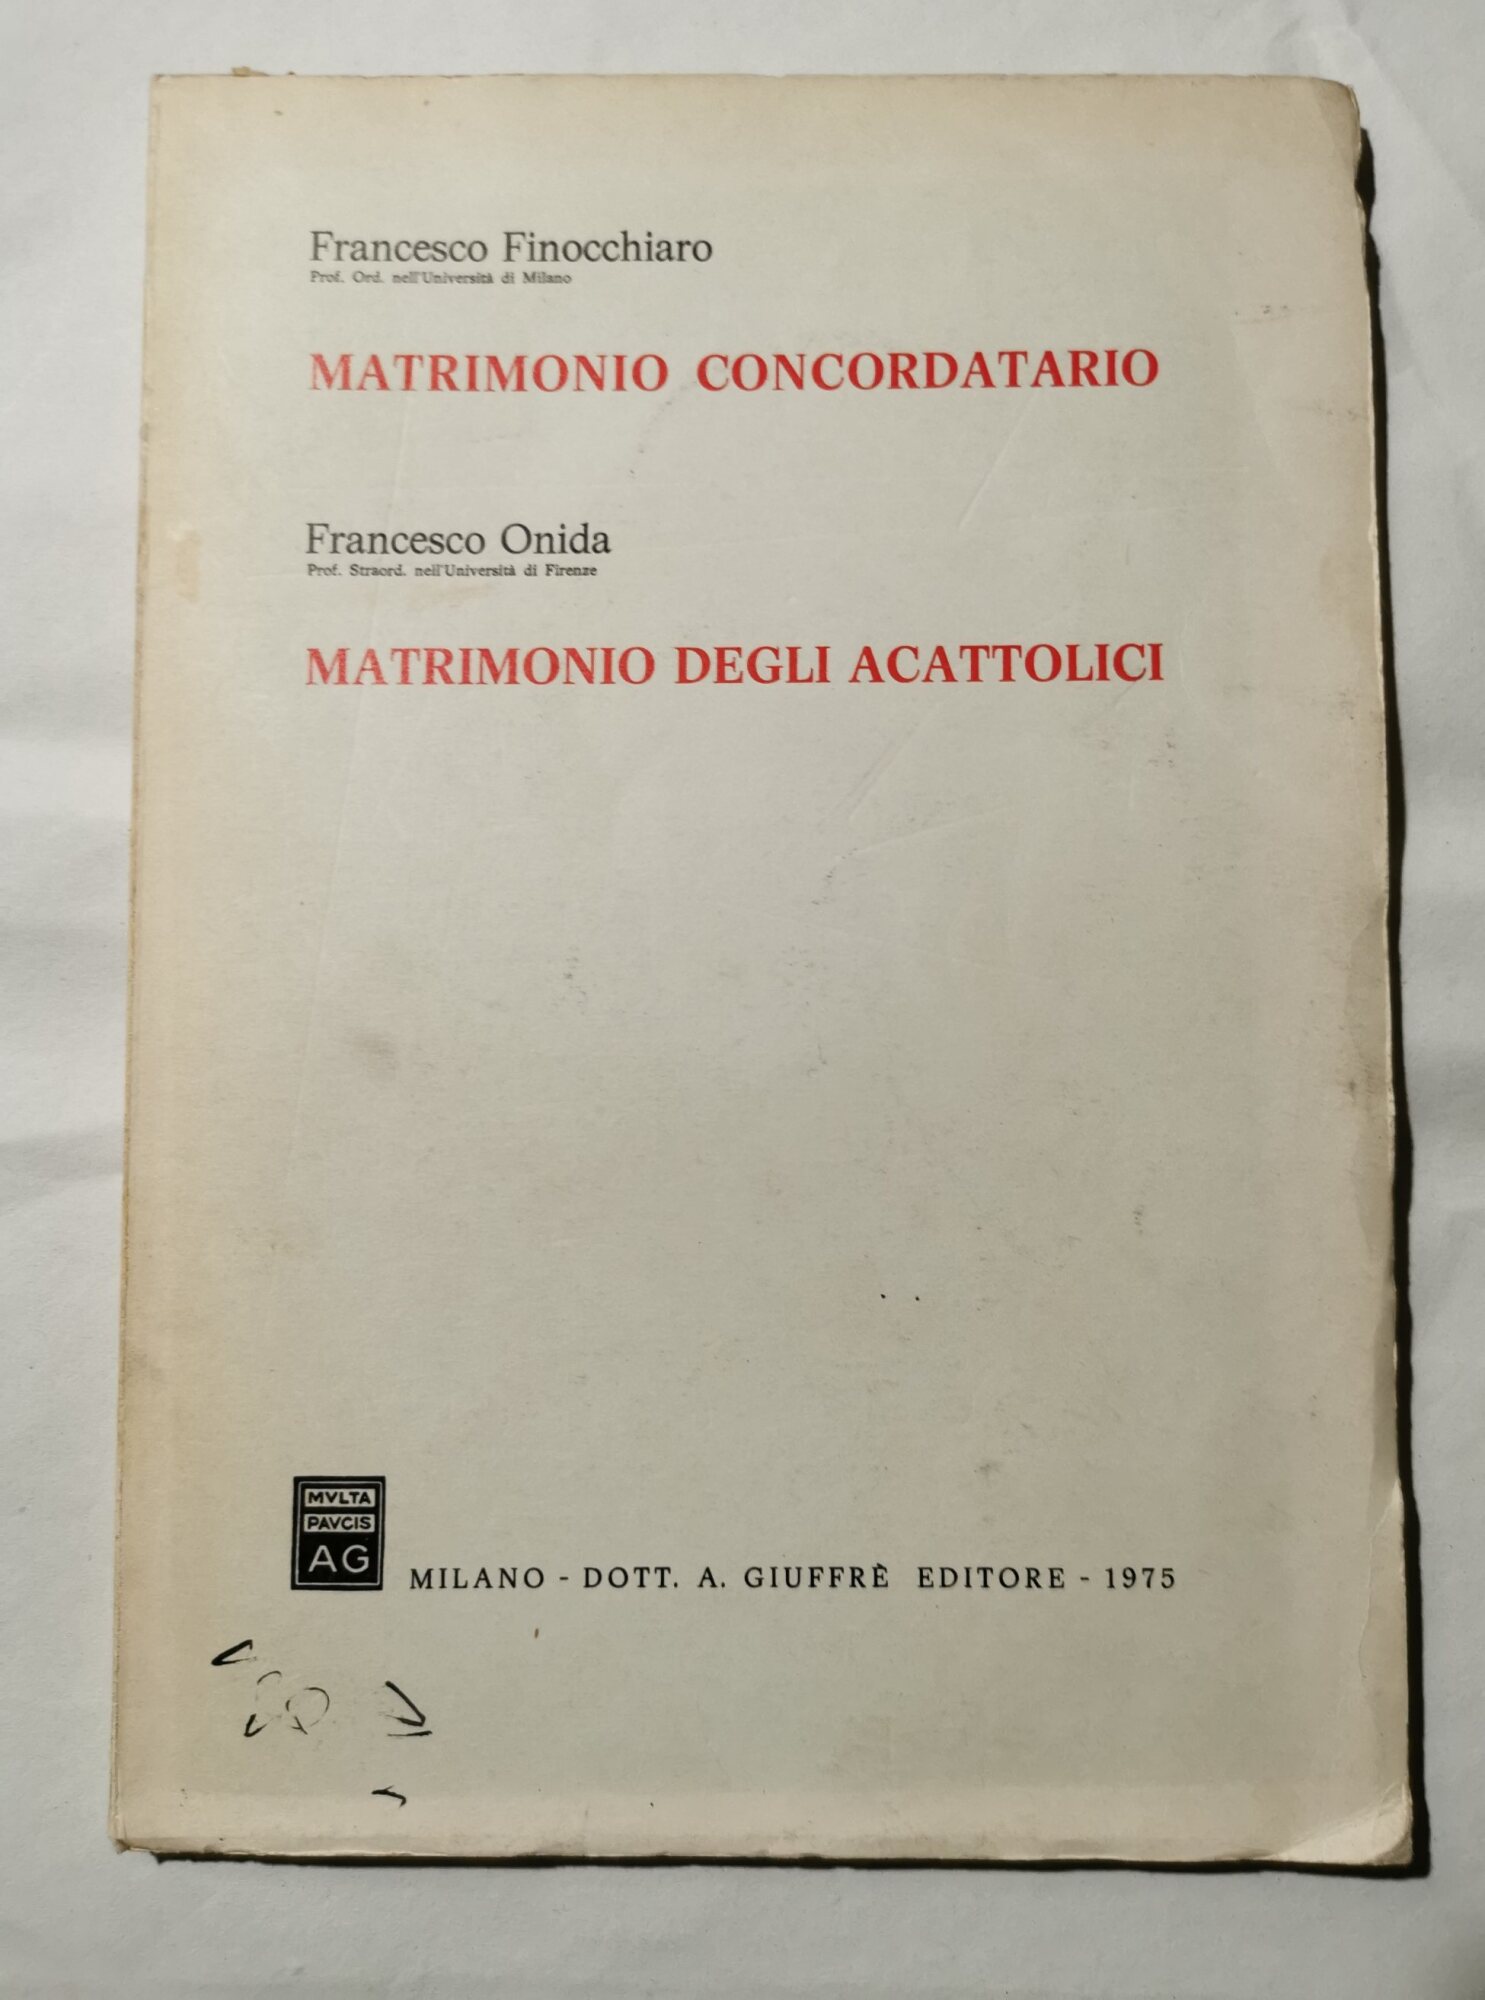 Francesco Finocchiaro
Prof. Ord. nell'Università di Milano
MATRIMONIO CONCORDATARIO
Francesco Onida
Prof. Straord. nell'Università di Firenze
MATRIMONIO DEGLI ACATTOLICI
MVLTA
PAVCIS
AG
MILANO - DOTT. A. GIUFFRÈ EDITORE - 1975